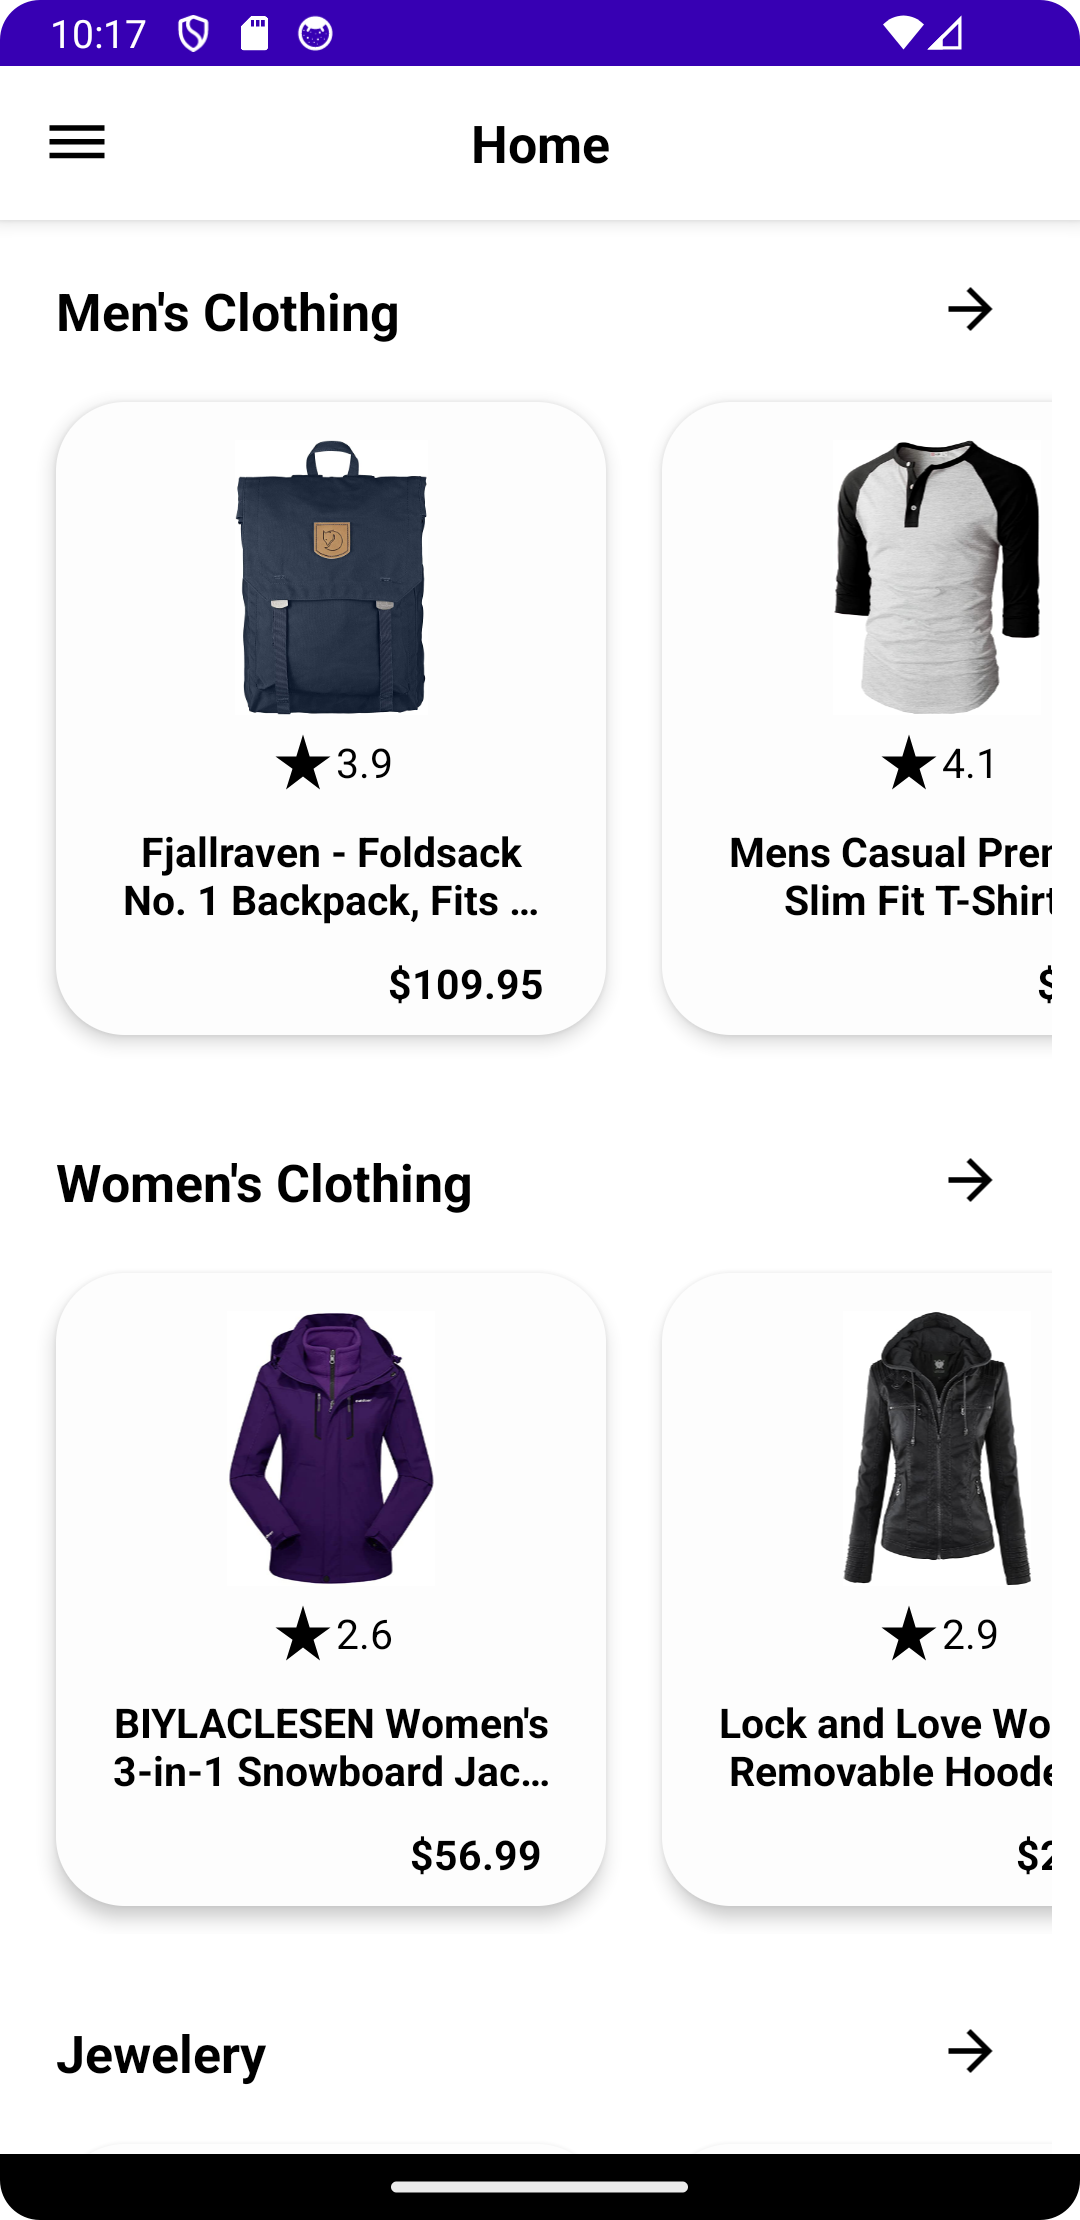 10:17
Home
Men's Clothing
3.9
4.1
Fjallraven - Foldsack
No. 1 Backpack, Fits ...
$109.95
Mens Casual
Slim Fit T-Shirt
$
Women's Clothing
2.6
2.9
BIYLACLESEN Women's
3-in-1 Snowboard Jac...
$56.99
Lock and Love Wo
Removable Hoode
$2
Jewelery